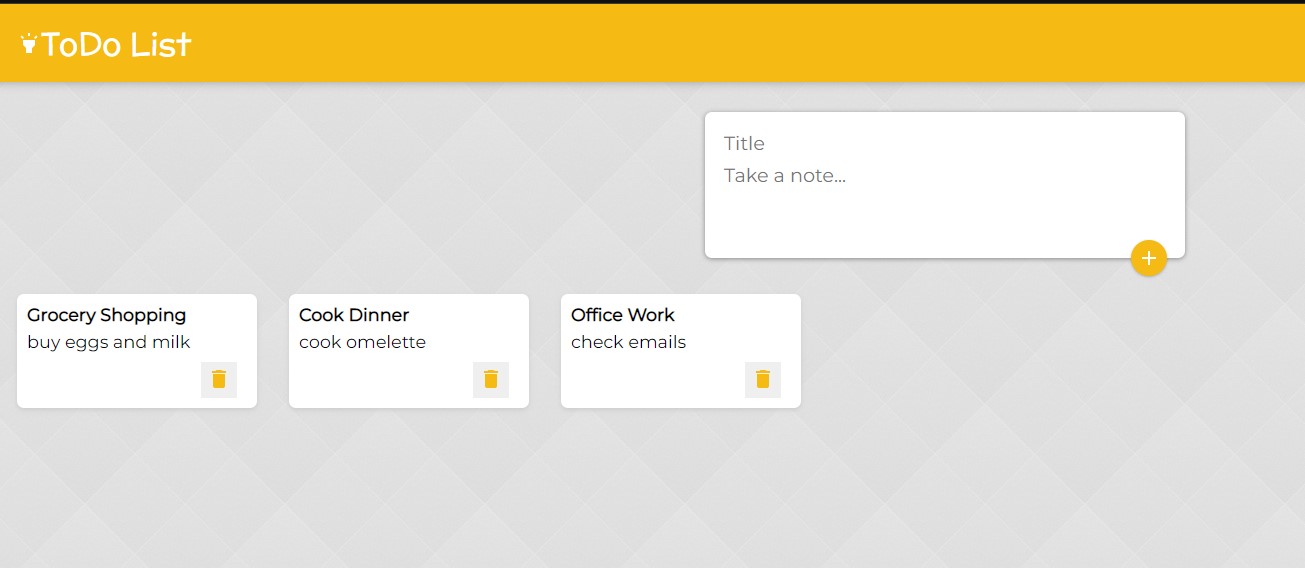 ToDo List
Title
Take a note...
Grocery Shopping
buy eggs and milk
Cook Dinner
cook omelette
Office Work
check emails